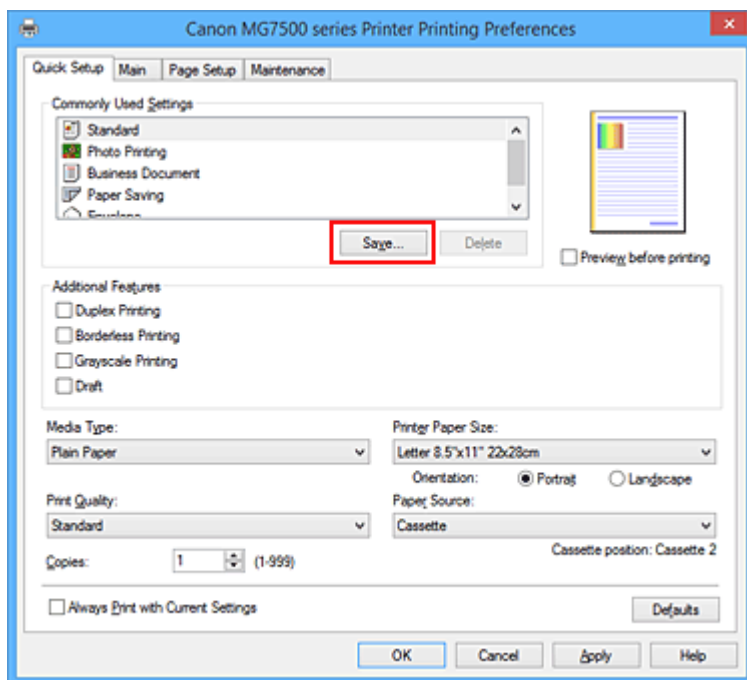 Canon MG7500 series Printer Printing Preferences
Quick Setup Main Page Setup Maintenance
Commonly Used Settings
Standard
Photo Printing
Business Document
Paper Saving
Envelope
Save... Delete
Preview before printing
Additional Features
Duplex Printing
Borderless Printing
Grayscale Printing
Draft
Media Type:
Plain Paper
Printer Paper Size:
Letter 8.5"x11" 22x28cm
Orientation: Portrait Landscape
Print Quality:
Standard
Paper Source:
Cassette
Cassette position: Cassette 2
Copies: 1 (1-999)
Always Print with Current Settings
Defaults
OK Cancel Apply Help